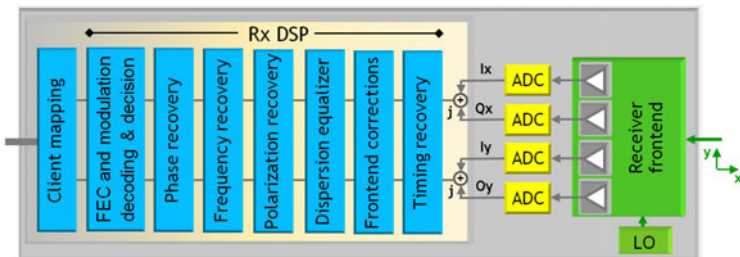 Rx DSP
Client mapping
FEC and modulation
decoding & decision
Phase recovery
Frequency recovery
Polarization recovery
Dispersion equalizer
Frontend corrections
Timing recovery
Ix
j
Qx
Iy
j
Oy
ADC
ADC
ADC
ADC
Receiver
frontend
LO
y
x